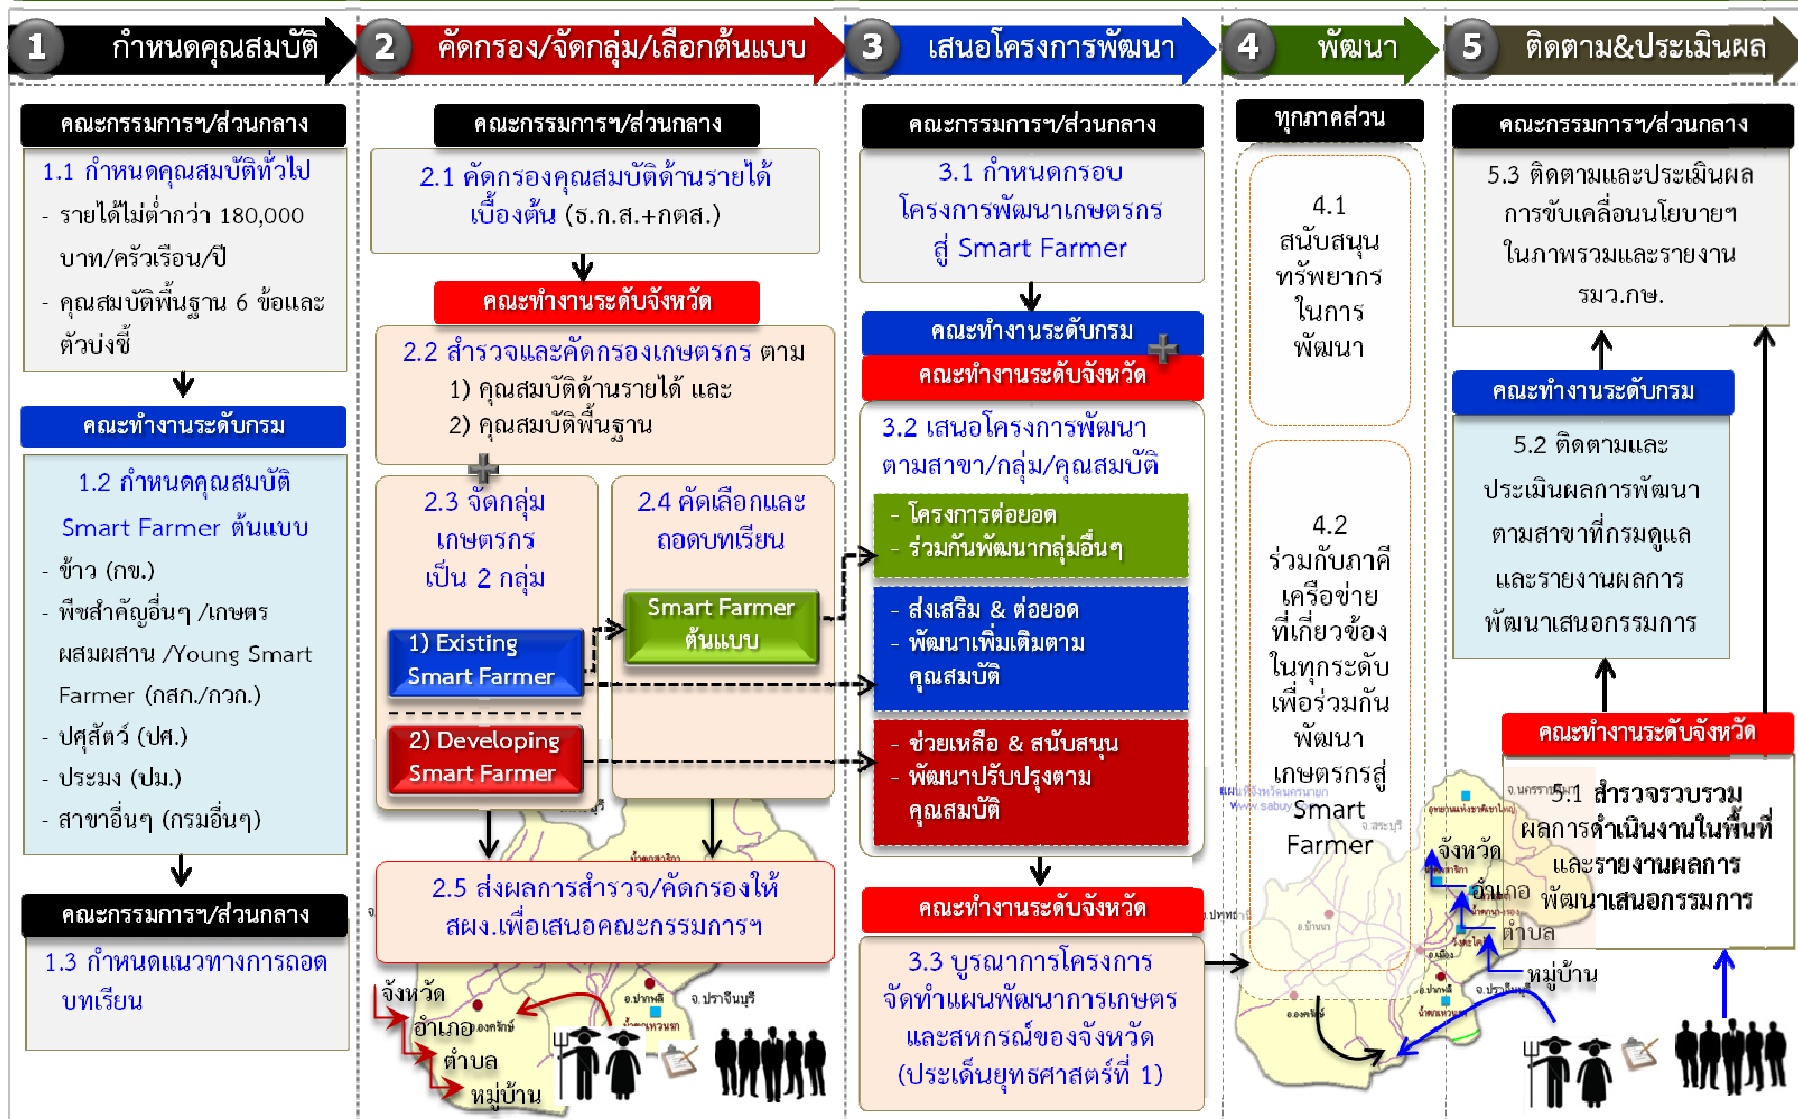 1 กำหนดคุณสมบัติ
2 คัดกรอง/จัดกลุ่ม/เลือกต้นแบบ
3 เสนอโครงการพัฒนา
4 พัฒนา
5 ติดตาม&ประเมินผล
คณะกรรมการฯ/ส่วนกลาง
1.1 กำหนดคุณสมบัติทั่วไป
- รายได้ไม่ต่ำกว่า 180,000
บาท/ครัวเรือน/ปี
- คุณสมบัติพื้นฐาน 6 ข้อและ
ตัวบ่งชี้
คณะทำงานระดับกรม
1.2 กำหนดคุณสมบัติ
Smart Farmer ต้นแบบ
- ข้าว (กข.)
- พืชสำคัญอื่นๆ /เกษตร
ผสมผสาน /Young Smart
Farmer (กสก./กวก.)
- ปศุสัตว์ (ปศ.)
- ประมง (ปม.)
- สาขาอื่นๆ (กรมอื่นๆ)
คณะกรรมการฯ/ส่วนกลาง
1.3 กำหนดแนวทางการถอด
บทเรียน
คณะกรรมการฯ/ส่วนกลาง
2.1 คัดกรองคุณสมบัติด้านรายได้
เบื้องต้น (ธ.ก.ส.+กตส.)
คณะทำงานระดับจังหวัด
2.2 สำรวจและคัดกรองเกษตรกร ตาม
1) คุณสมบัติด้านรายได้ และ
2) คุณสมบัติพื้นฐาน
2.3 จัดกลุ่ม
เกษตรกร
เป็น 2 กลุ่ม
1) Existing
Smart Farmer
2) Developing
Smart Farmer
2.4 คัดเลือกและ
ถอดบทเรียน
Smart Farmer
ต้นแบบ
2.5 ส่งผลการสำรวจ/คัดกรองให้
สผง.เพื่อเสนอคณะกรรมการฯ
จังหวัด
อำเภอ
ตำบล
หมู่บ้าน
อ.องครักษ์
อ.ปากพลี
จ.ปราจีนบุรี
คณะกรรมการฯ/ส่วนกลาง
3.1 กำหนดกรอบ
โครงการพัฒนาเกษตรกร
สู่ Smart Farmer
คณะทำงานระดับกรม
คณะทำงานระดับจังหวัด
3.2 เสนอโครงการพัฒนา
ตามสาขา/กลุ่ม/คุณสมบัติ
- โครงการต่อยอด
- ร่วมกันพัฒนากลุ่มอื่นๆ
- ส่งเสริม & ต่อยอด
- พัฒนาเพิ่มเติมตาม
คุณสมบัติ
- ช่วยเหลือ & สนับสนุน
- พัฒนาปรับปรุงตาม
คุณสมบัติ
คณะทำงานระดับจังหวัด
3.3 บูรณาการโครงการ
จัดทำแผนพัฒนาการเกษตร
และสหกรณ์ของจังหวัด
(ประเด็นยุทธศาสตร์ที่ 1)
ทุกภาคส่วน
4.1
สนับสนุน
ทรัพยากร
ในการ
พัฒนา
4.2
ร่วมกับภาคี
เครือข่าย
ที่เกี่ยวข้อง
ในทุกระดับ
เพื่อร่วมกัน
พัฒนา
เกษตรกรสู่
Smart
Farmer
คณะกรรมการฯ/ส่วนกลาง
5.3 ติดตามและประเมินผล
การขับเคลื่อนนโยบายฯ
ในภาพรวมและรายงาน
รมว.กษ.
คณะทำงานระดับกรม
5.2 ติดตามและ
ประเมินผลการพัฒนา
ตามสาขาที่กรมดูแล
และรายงานผลการ
พัฒนาเสนอกรรมการ
คณะทำงานระดับจังหวัด
5.1 สำรวจรวบรวม
ผลการดำเนินงานในพื้นที่
และรายงานผลการ
พัฒนาเสนอกรรมการ
จังหวัด
อำเภอ
ตำบล
หมู่บ้าน
จ.สระบุรี
อ.บ้านนา
อ.เมือง
อ.ปากพลี
จ.ปราจีนบุรี
อ.องครักษ์